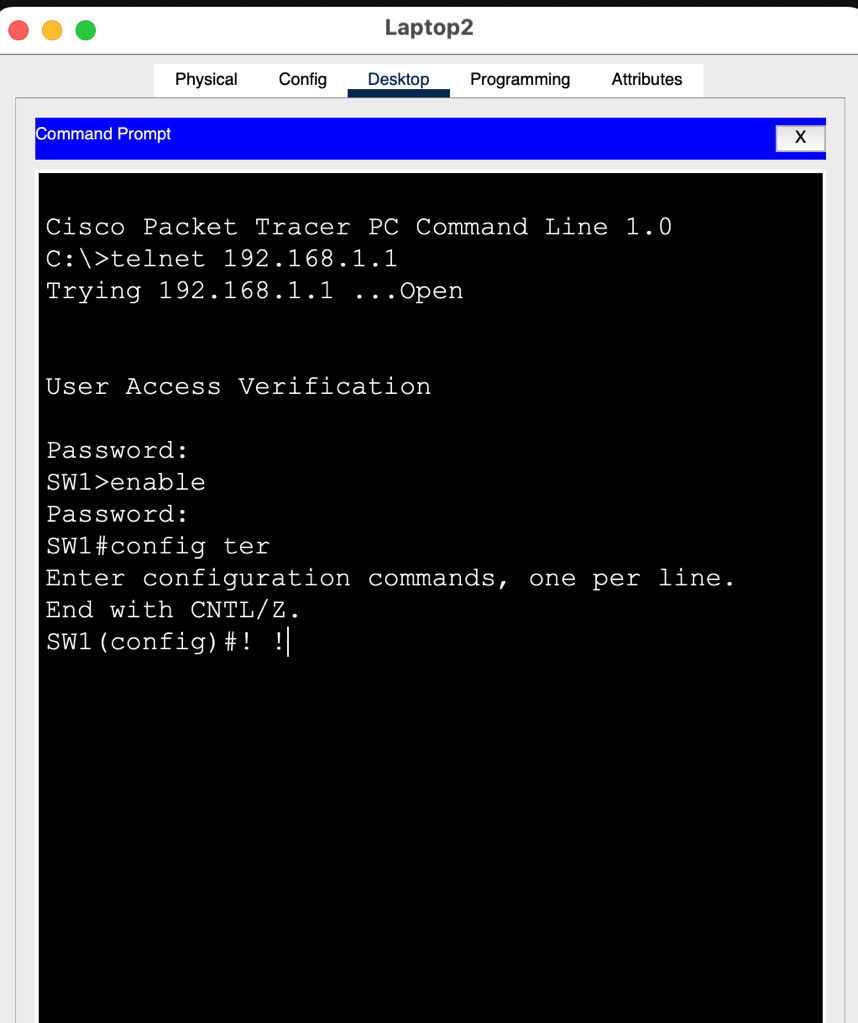 Laptop2
Physical Config Desktop Programming Attributes
Command Prompt X
Cisco Packet Tracer PC Command Line 1.0
C:\>telnet 192.168.1.1
Trying 192.168.1.1 ...Open
User Access Verification
Password:
SW1>enable
Password:
SW1#config ter
Enter configuration commands, one per line.
End with CNTL/Z.
SW1(config)#! !